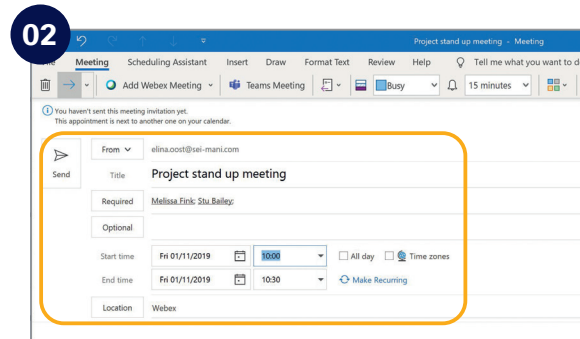 02
Project stand up meeting - Meeting
Meeting Scheduling Assistant Insert Draw Format Text Review Help Tell me what you want to d
Add Webex Meeting Teams Meeting Busy 15 minutes
You haven't sent this meeting invitation yet.
This appointment is next to another one on your calendar.
From elina.oost@sei-mani.com
Send
Title Project stand up meeting
Required Melissa Fink; Stu Bailey;
Optional
Start time Fri 01/11/2019 10:00 All day Time zones
End time Fri 01/11/2019 10:30 Make Recurring
Location Webex